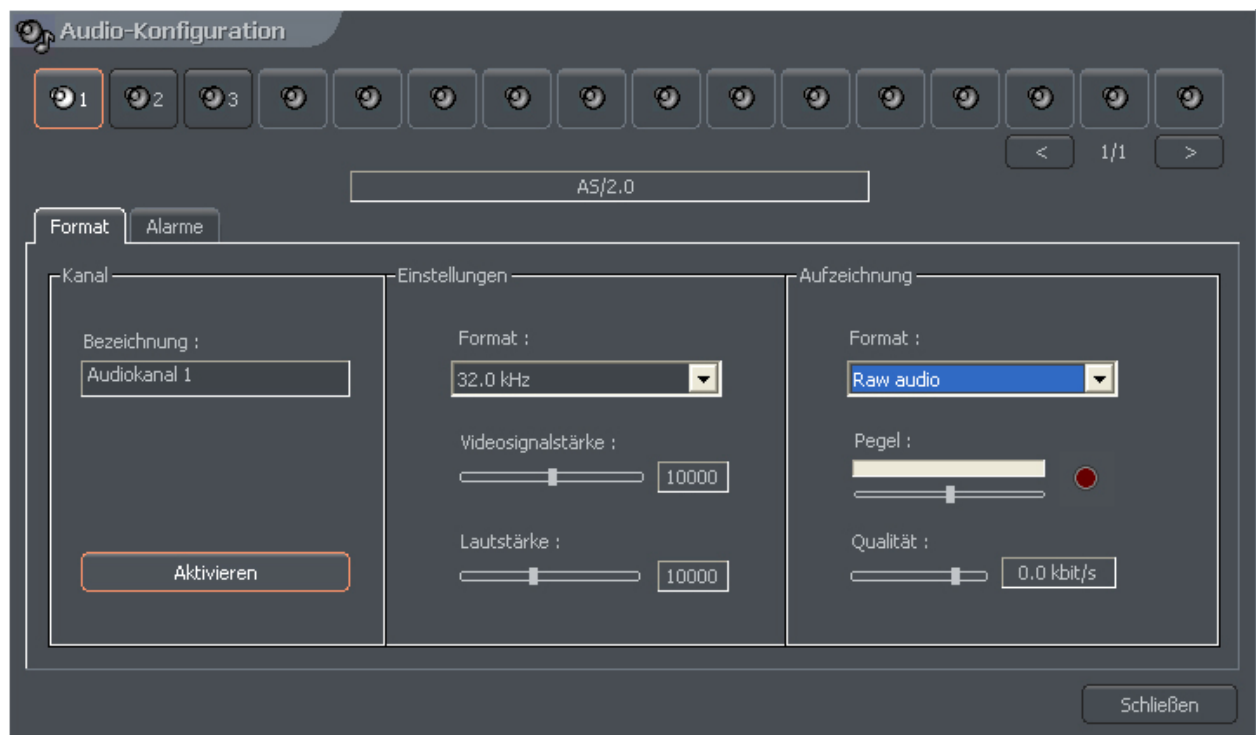 Audio-Konfiguration
1 2 3
< 1/1 >
AS/2.0
Format Alarme
Kanal
Bezeichnung :
Audiokanal 1
Aktivieren
Einstellungen
Format :
32.0 kHz
Videosignalstärke :
10000
Lautstärke :
10000
Aufzeichnung
Format :
Raw audio
Pegel :
Qualität :
0.0 kbit/s
Schließen